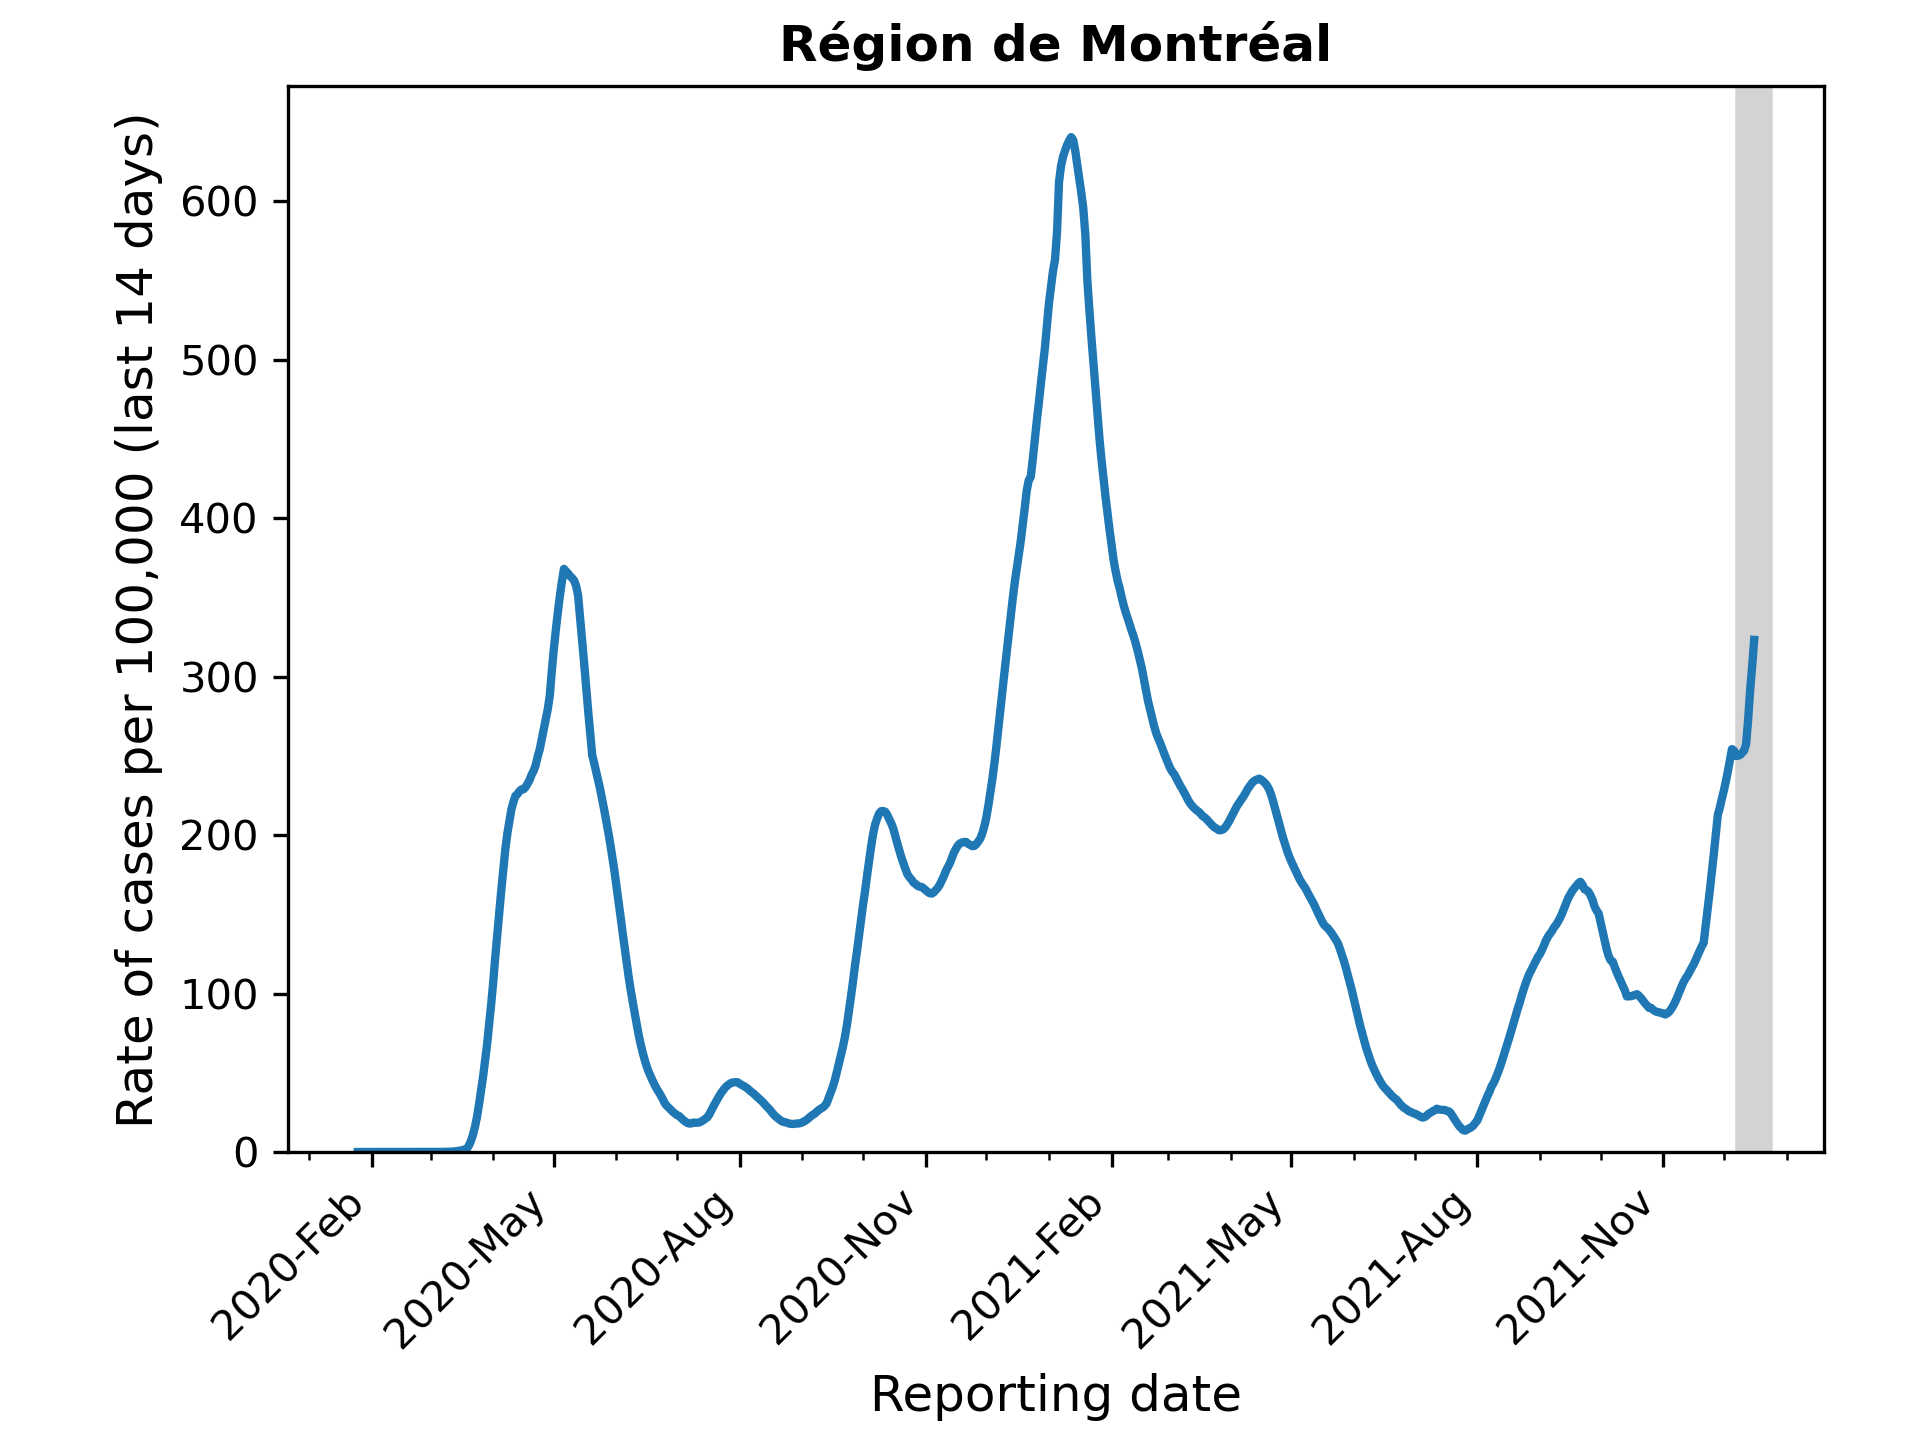 Région de Montréal
Rate of cases per 100,000 (last 14 days)
600
500
400
300
200
100
0
2020-Feb
2020-May
2020-Aug
2020-Nov
2021-Feb
2021-May
2021-Aug
2021-Nov
Reporting date